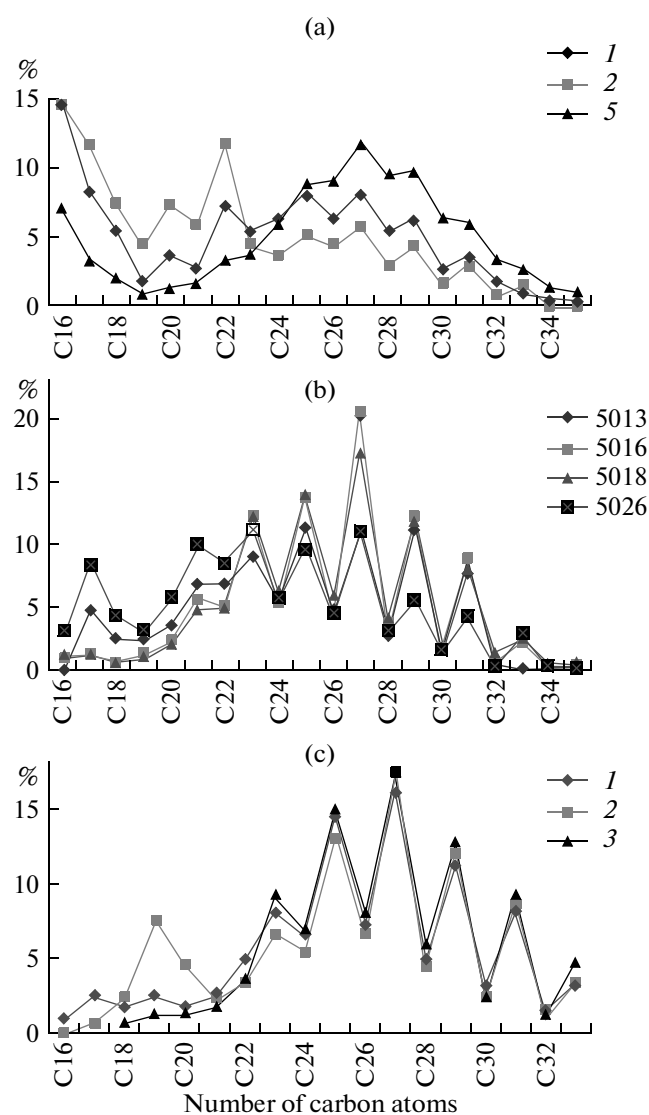 (a)
%
1
2
5
15
10
5
0
C16
C18
C20
C22
C24
C26
C28
C30
C32
C34
(b)
%
5013
5016
5018
5026
20
15
10
5
0
C16
C18
C20
C22
C24
C26
C28
C30
C32
C34
(c)
%
1
2
3
15
10
5
0
C16
C18
C20
C22
C24
C26
C28
C30
C32
Number of carbon atoms